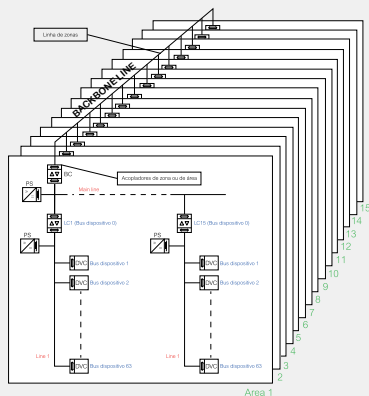 Linha de zonas
BACKBONE LINE
Acopladores de zona ou de área
BC
PS
Main line
LC1 (Bus dispositivo 0)
LC15 (Bus dispositivo 0)
PS
PS
DVC Bus dispositivo 1
DVC Bus dispositivo 1
DVC Bus dispositivo 2
DVC Bus dispositivo 2
Line 1
DVC Bus dispositivo 63
Line 1
DVC Bus dispositivo 63
15
14
13
12
11
10
9
8
7
6
5
4
3
2
Area 1